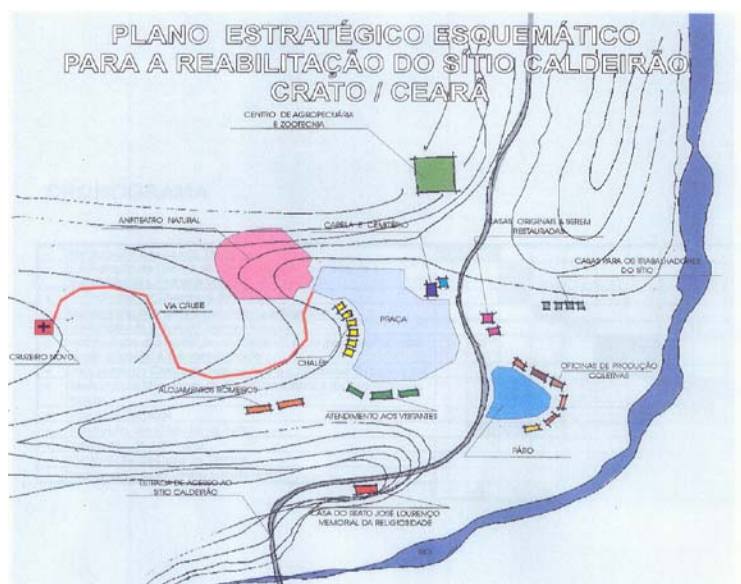 PLANO ESTRATÉGICO ESQUEMÁTICO
PARA A REABILITAÇÃO DO SÍTIO CALDEIRÃO
CRATO / CEARÁ
CENTRO DE AGROPECUÁRIA
E ZOOTECNIA
ANFITEATRO NATURAL
CAPELA E CEMITÉRIO
CASAS ORIGINAIS A SEREM
RESTAURADAS
CASAS PARA OS TRABALHADORES
DO SÍTIO
VIA CRUSIS
PRAÇA
CRUZEIRO NOVO
CHALÉS
OFICINAS DE PRODUÇÃO
COLETIVAS
ALOJAMENTOS ROMEIROS
ATENDIMENTO AOS VISITANTES
PÁTIO
ESTRADA DE ACESSO AO
SÍTIO CALDEIRÃO
CASA DO BEATO JOSÉ LOURENÇO
MEMORIAL DA RELIGIOSIDADE
RIO